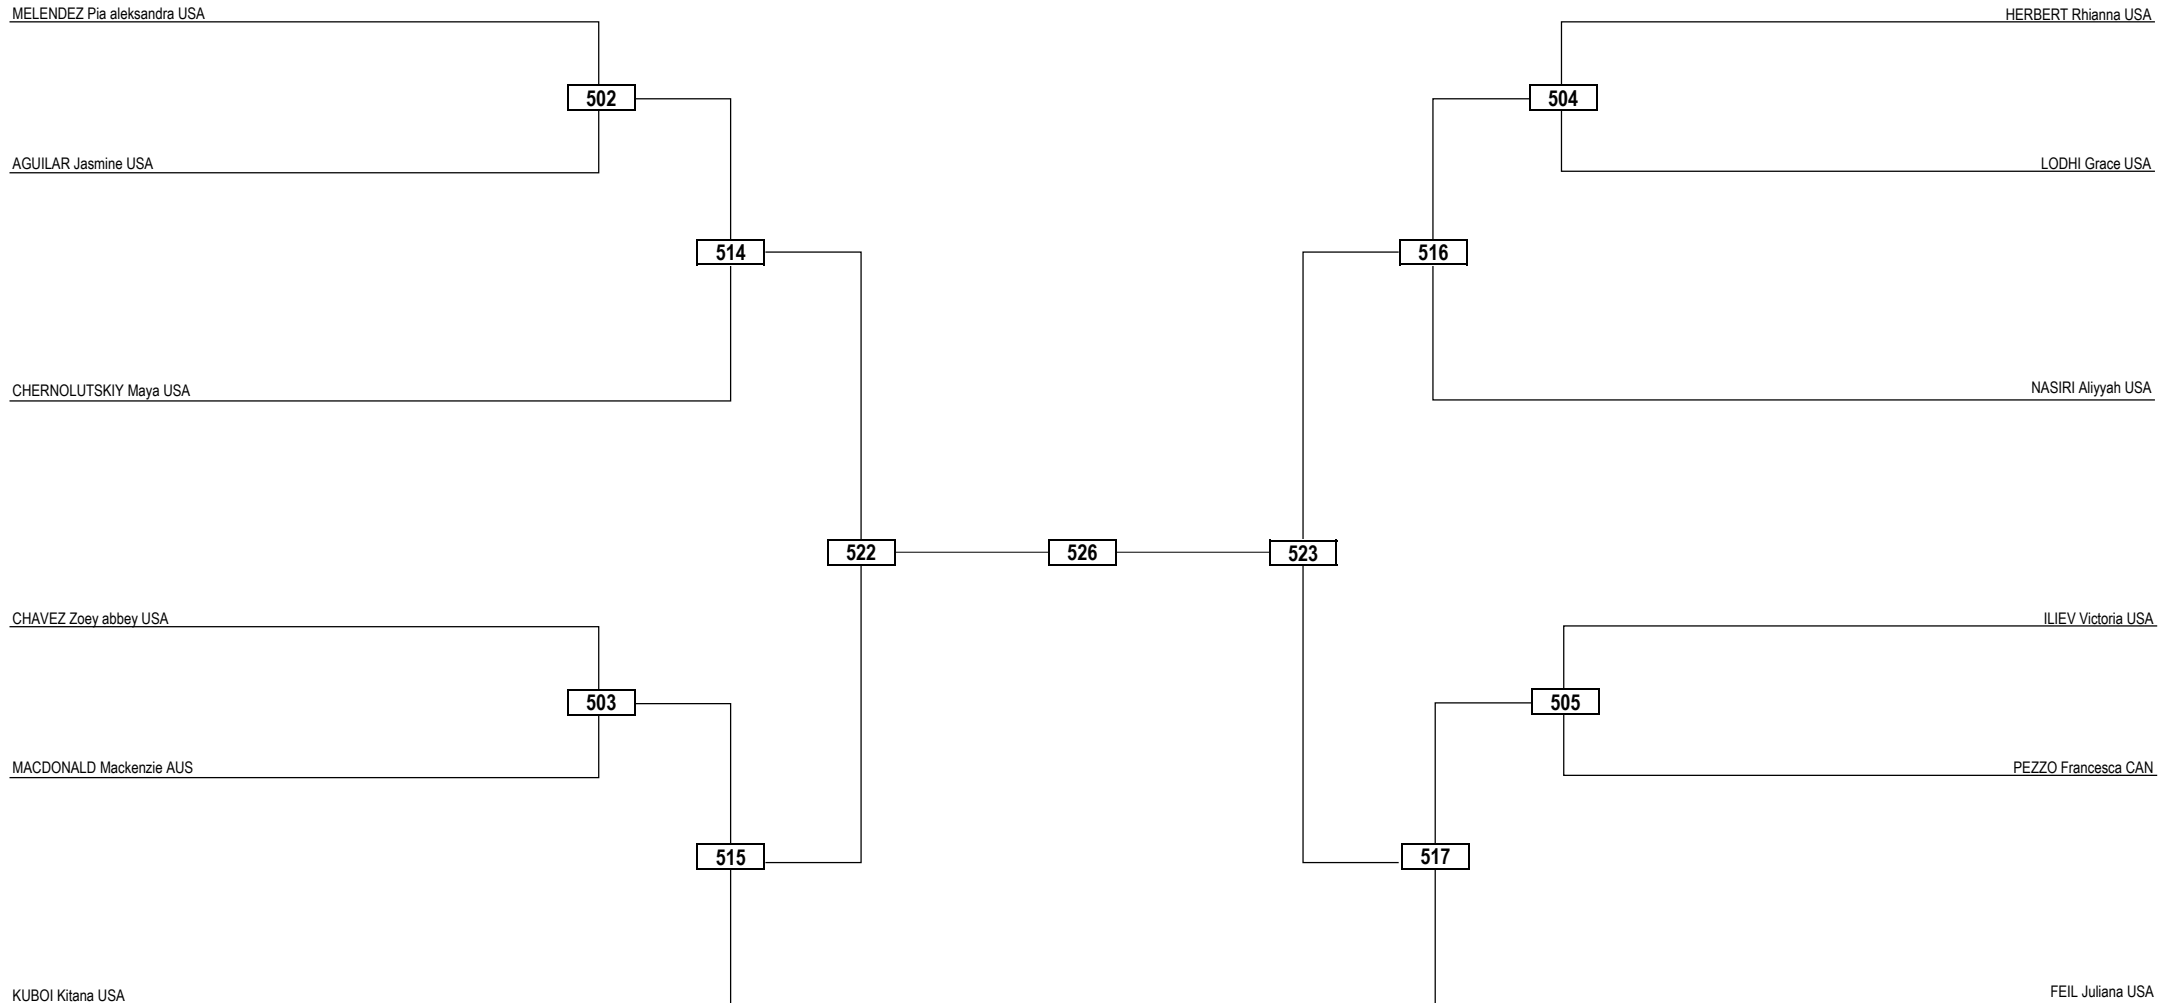 MELENDEZ Pia aleksandra USA
HERBERT Rhianna USA
502
504
AGUILAR Jasmine USA
LODHI Grace USA
514
516
CHERNOLUTSKIY Maya USA
NASIRI Aliyyah USA
522
526
523
CHAVEZ Zoey abbey USA
ILIEV Victoria USA
503
505
MACDONALD Mackenzie AUS
PEZZO Francesca CAN
515
517
KUBOI Kitana USA
FEIL Juliana USA